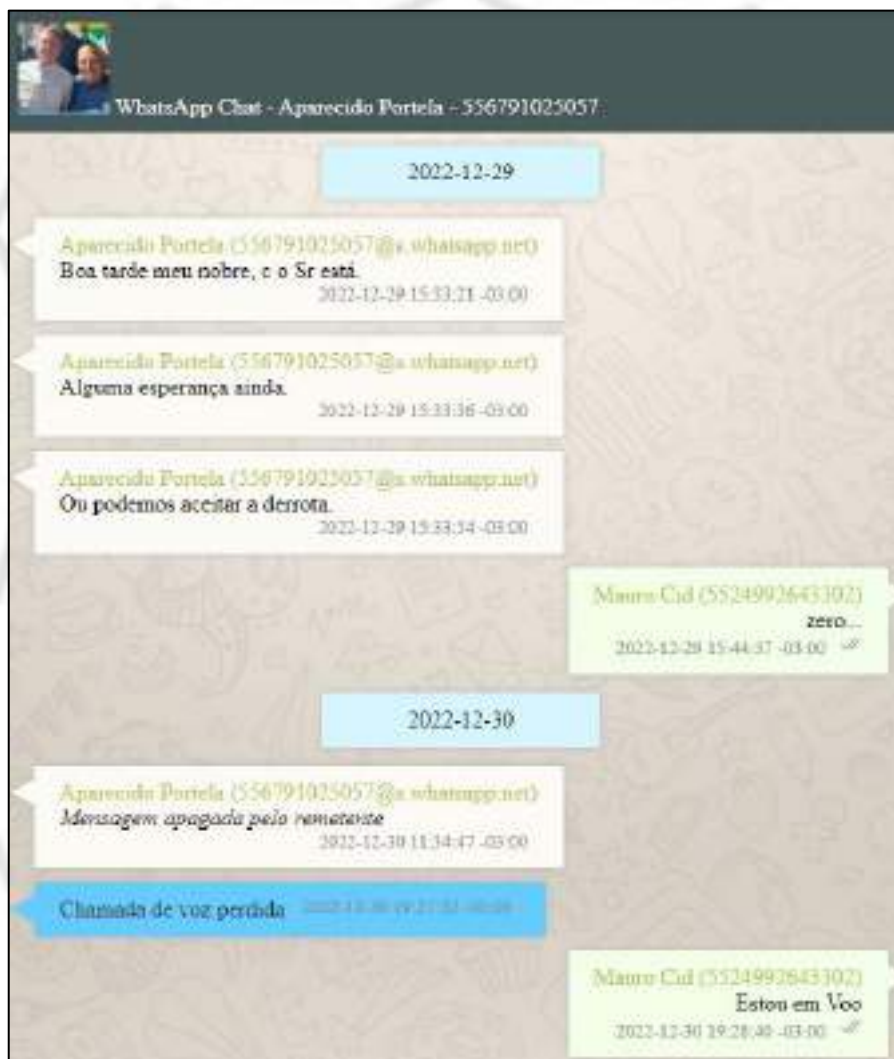 WhatsApp Chat - Aparecido Portela - 556791025057
2022-12-29
Aparecido Portela (556791025057@s.whatsapp.net)
Boa tarde meu nobre, c o Sr está.
2022-12-29 15:33:21 -03:00
Aparecido Portela (556791025057@s.whatsapp.net)
Alguma esperança ainda.
2022-12-29 15:33:36 -03:00
Aparecido Portela (556791025057@s.whatsapp.net)
Ou podemos aceitar a derrota.
2022-12-29 15:33:54 -03:00
Mauro Cid (5524992643302)
zero...
2022-12-29 15:44:37 -03:00
2022-12-30
Aparecido Portela (556791025057@s.whatsapp.net)
Mensagem apagada pelo remetente
2022-12-30 11:34:47 -03:00
Chamada de voz perdida
Mauro Cid (5524992643302)
Estou em Voo
2022-12-30 19:28:40 -03:00